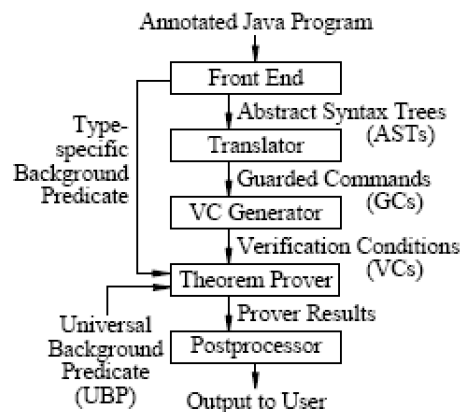 Annotated Java Program
Front End
Abstract Syntax Trees
(ASTs)
Type-
specific
Background
Predicate
Translator
Guarded Commands
(GCs)
VC Generator
Verification Conditions
(VCs)
Theorem Prover
Prover Results
Universal
Background
Predicate
(UBP)
Postprocessor
Output to User